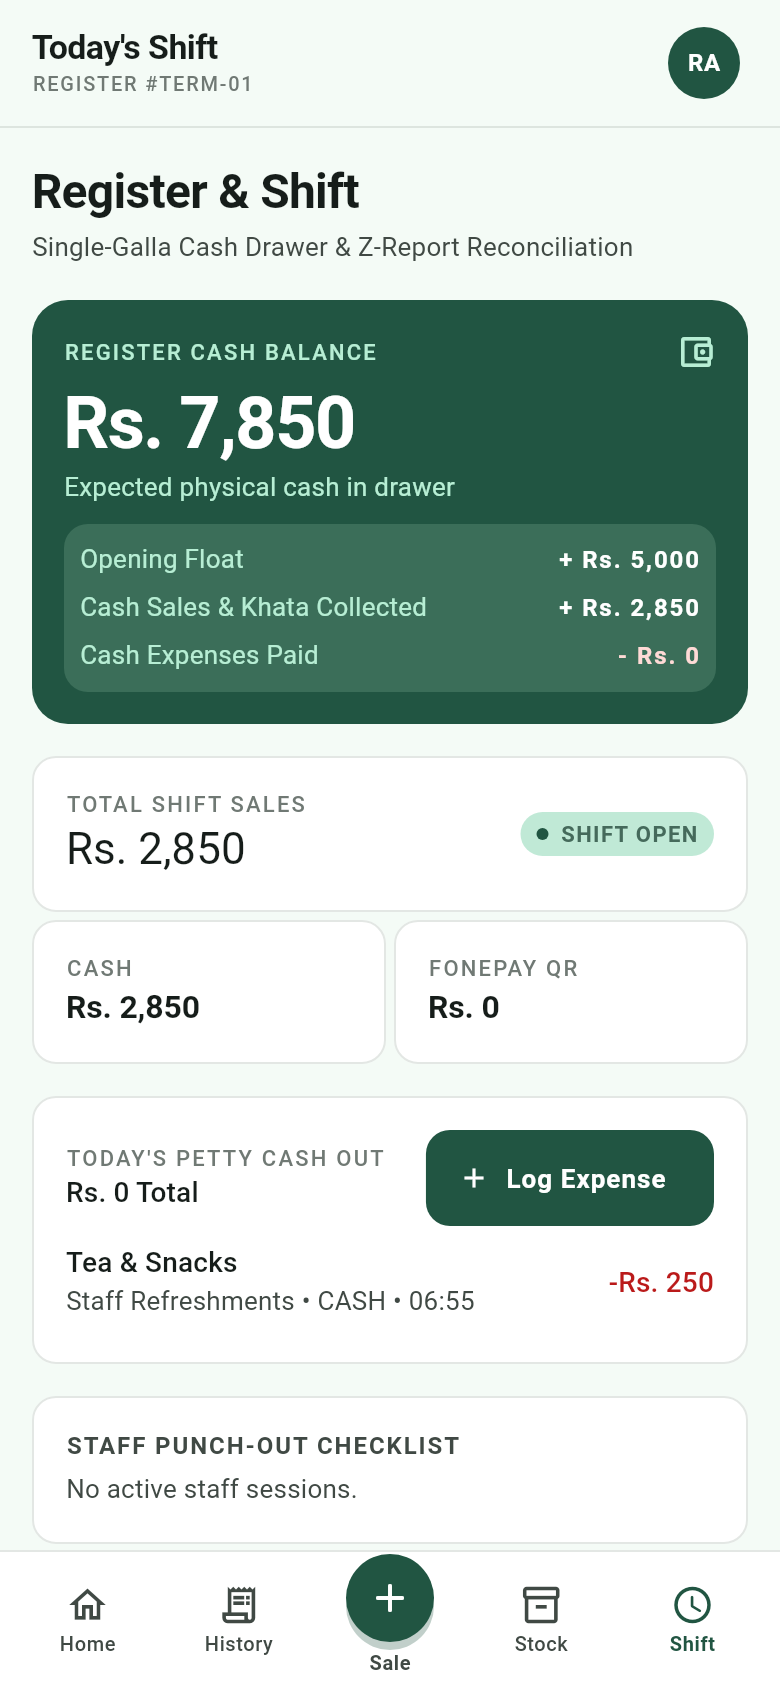 Today's Shift
REGISTER #TERM-01
RA
Register & Shift
Single-Galla Cash Drawer & Z-Report Reconciliation
REGISTER CASH BALANCE
Rs. 7,850
Expected physical cash in drawer
Opening Float + Rs. 5,000
Cash Sales & Khata Collected + Rs. 2,850
Cash Expenses Paid - Rs. 0
TOTAL SHIFT SALES
Rs. 2,850
SHIFT OPEN
CASH
Rs. 2,850
FONEPAY QR
Rs. 0
TODAY'S PETTY CASH OUT
Rs. 0 Total
+ Log Expense
Tea & Snacks
Staff Refreshments • CASH • 06:55
-Rs. 250
STAFF PUNCH-OUT CHECKLIST
No active staff sessions.
Home
History
Sale
Stock
Shift